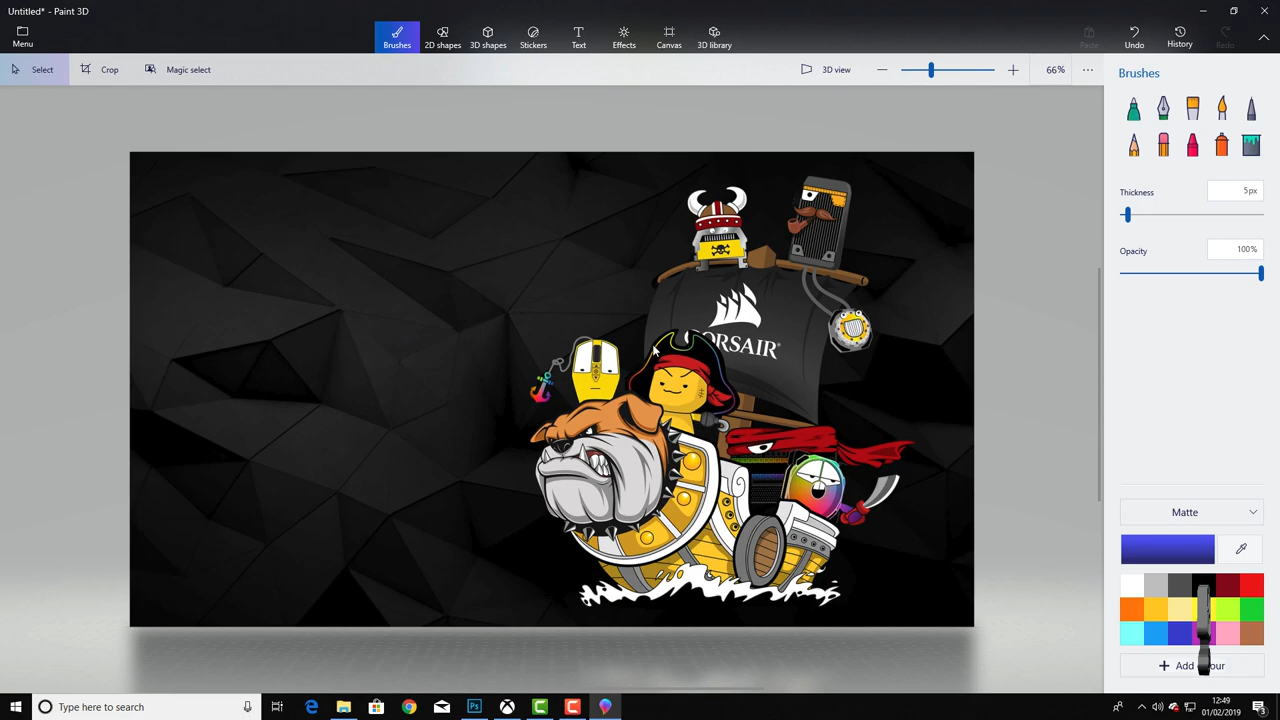 Untitled* - Paint 3D
Menu
Brushes
2D shapes
3D shapes
Stickers
Text
Effects
Canvas
3D library
Paste
Undo
History
Redo
Select
Crop
Magic select
3D view
66%
Brushes
Thickness
5px
Opacity
100%
CORSAIR
Matte
Add colour
Type here to search
Ps
12:49
01/02/2019
3